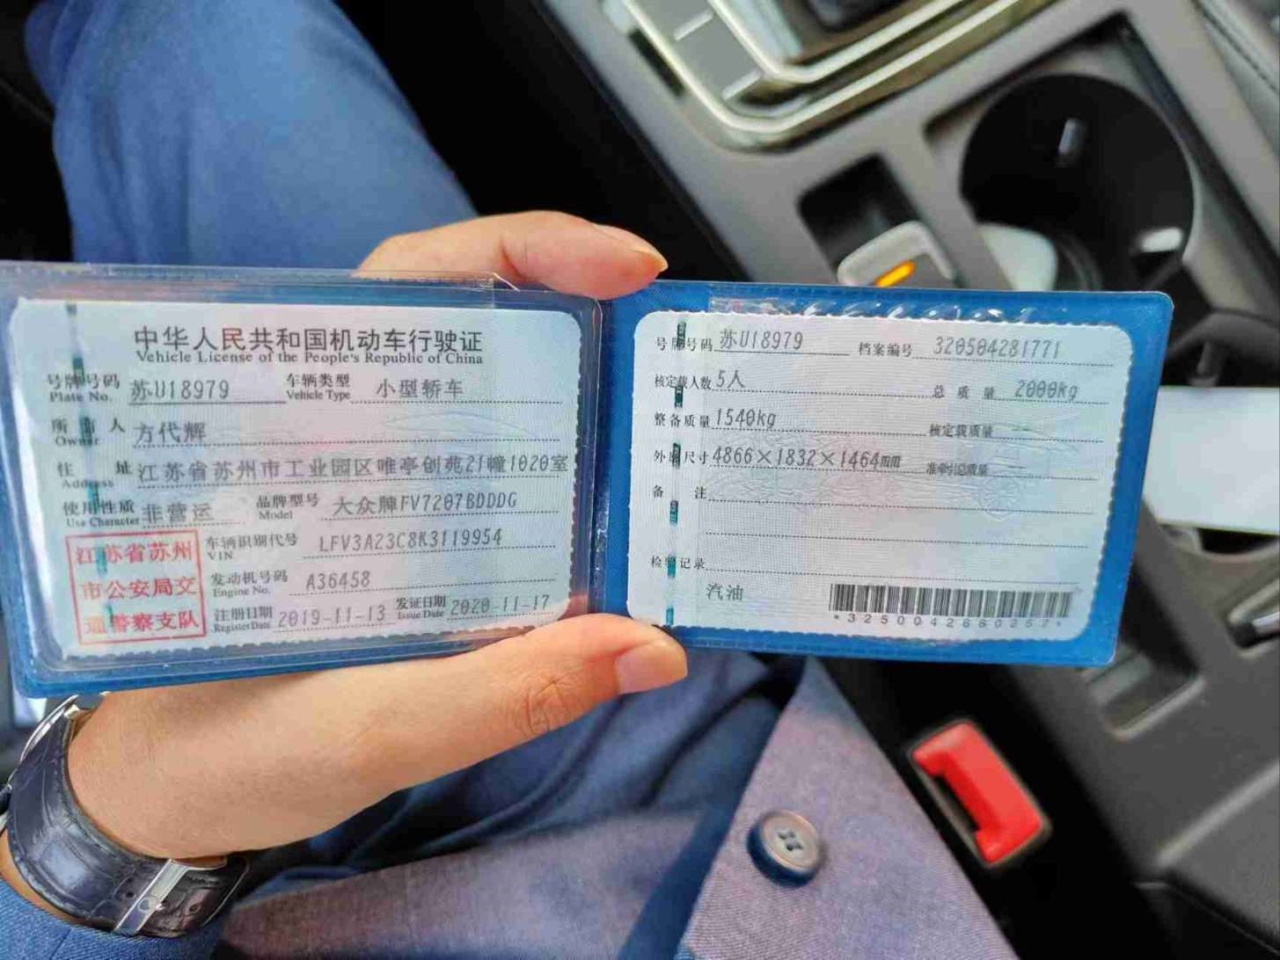 中华人民共和国机动车行驶证
Vehicle License of the People's Republic of China
号牌号码 苏U18979 车辆类型 小型轿车
Plate No. Vehicle Type
所有人 方代辉
Owner
住址 江苏省苏州市工业园区唯亭创苑21幢1020室
Address
使用性质 非营运 品牌型号 大众牌FV7207BDDDG
Use Character Model
江苏省苏州
市公安局交
通警察支队
车辆识别代号 LFV3A23C8K3119954
VIN
发动机号码 A36458
Engine No.
注册日期 2019-11-13 发证日期 2020-11-17
Register Date Issue Date
号牌号码 苏U18979 档案编号 320504281771
核定载人数 5人 总质量 2000kg
整备质量 1540kg 核定载质量
外廓尺寸 4866×1832×1464mm 准牵引总质量
备注
检验记录
汽油